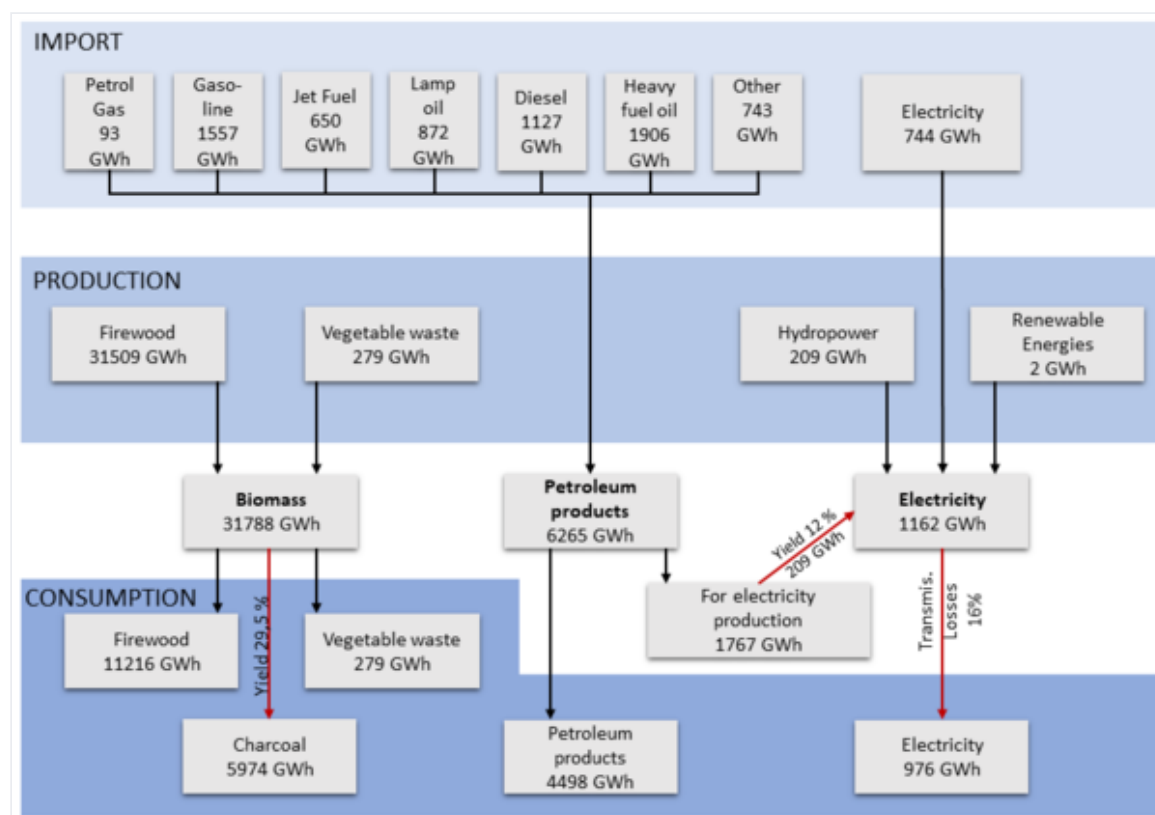 IMPORT
Petrol
Gas
93
GWh
Gaso-
line
1557
GWh
Jet Fuel
650
GWh
Lamp
oil
872
GWh
Diesel
1127
GWh
Heavy
fuel oil
1906
GWh
Other
743
GWh
Electricity
744 GWh
PRODUCTION
Firewood
31509 GWh
Vegetable waste
279 GWh
Hydropower
209 GWh
Renewable
Energies
2 GWh
Biomass
31788 GWh
Petroleum
products
6265 GWh
Yield 12 %
209 GWh
Electricity
1162 GWh
CONSUMPTION
Firewood
11216 GWh
Yield 29,5 %
Vegetable waste
279 GWh
For electricity
production
1767 GWh
Transmis.
Losses
16%
Charcoal
5974 GWh
Petroleum
products
4498 GWh
Electricity
976 GWh